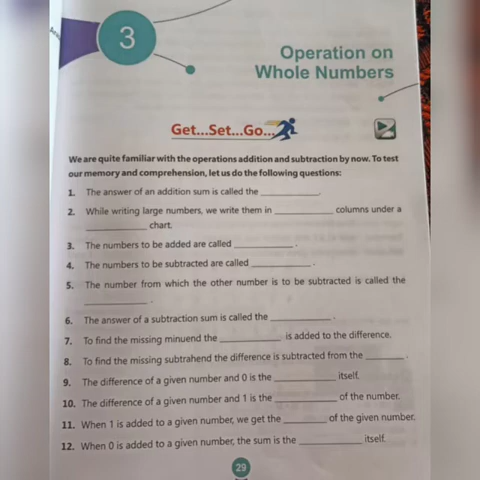 3
Operation on
Whole Numbers
Get...Set...Go...
We are quite familiar with the operations addition and subtraction by now. To test
our memory and comprehension, let us do the following questions:
1. The answer of an addition sum is called the ____________.
2. While writing large numbers, we write them in ____________ columns under a
____________ chart.
3. The numbers to be added are called ____________.
4. The numbers to be subtracted are called ____________.
5. The number from which the other number is to be subtracted is called the
____________.
6. The answer of a subtraction sum is called the ____________.
7. To find the missing minuend the ____________ is added to the difference.
8. To find the missing subtrahend the difference is subtracted from the ________.
9. The difference of a given number and 0 is the ____________ itself.
10. The difference of a given number and 1 is the ____________ of the number.
11. When 1 is added to a given number, we get the ________ of the given number.
12. When 0 is added to a given number, the sum is the ____________ itself.
29